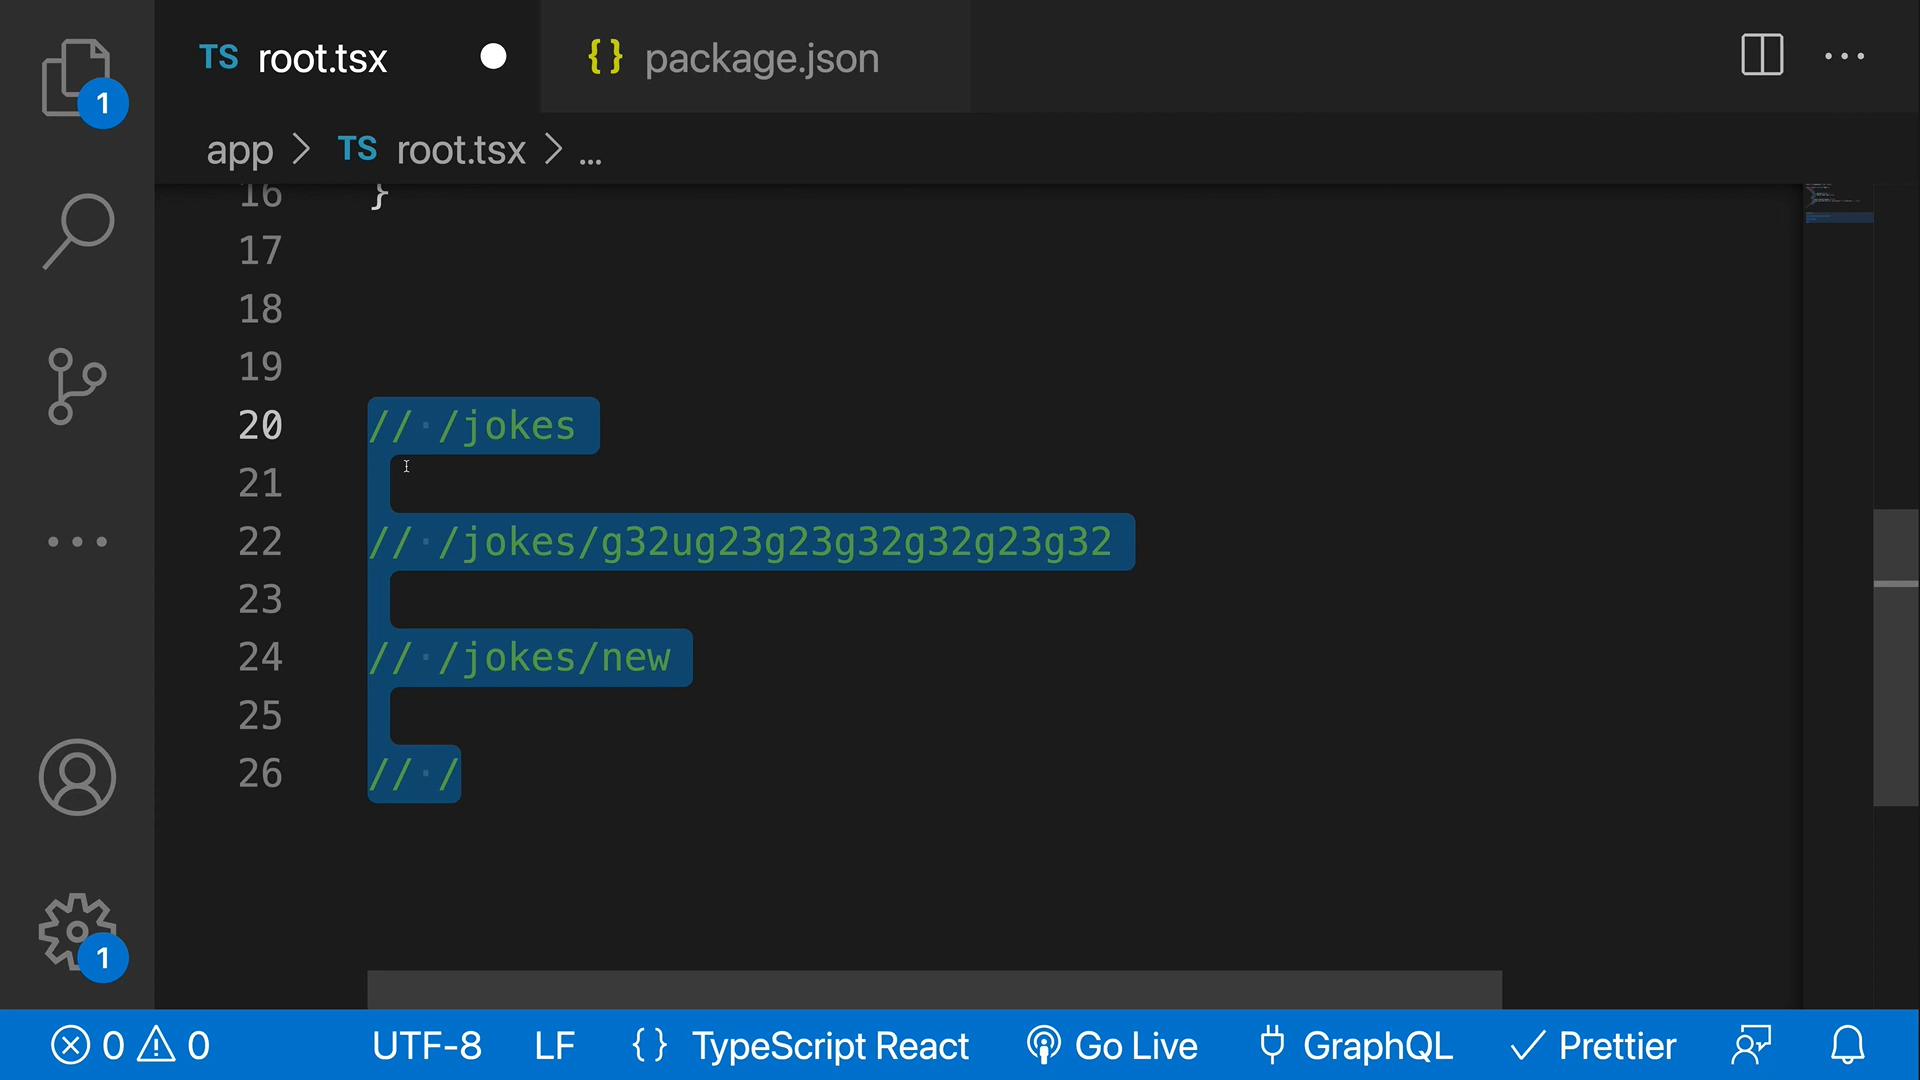 TS root.tsx
{} package.json
1
app > TS root.tsx > ...
16 }
17
18
19
20 // /jokes
21
22 // /jokes/g32ug23g23g32g32g23g32
23
24 // /jokes/new
25
26 // /
1
0 0 UTF-8 LF {} TypeScript React Go Live GraphQL Prettier